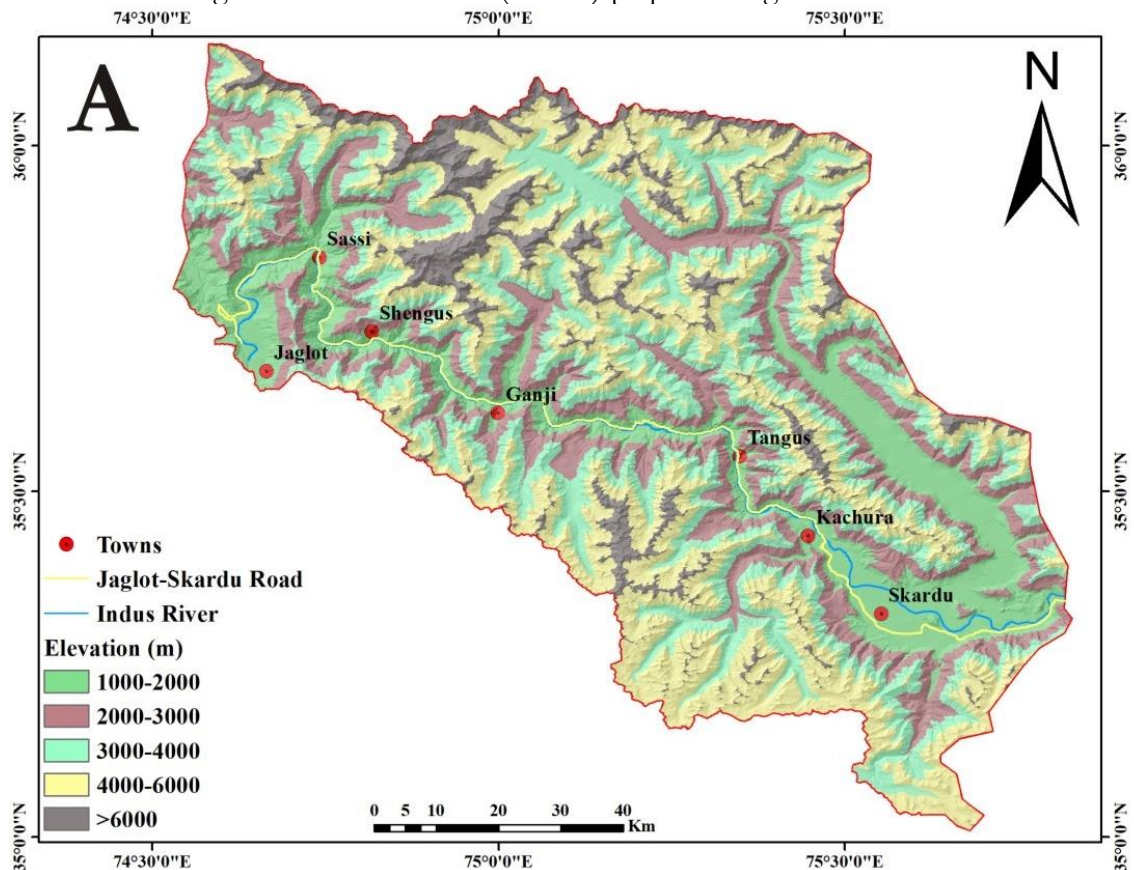 74°30'0"E 75°0'0"E 75°30'0"E
A
N
36°0'0"N 36°0'0"N
Sassi
Shengus
Jaglot
Ganji
Tangus
35°30'0"N 35°30'0"N
Kachura
Skardu
Towns
Jaglot-Skardu Road
Indus River
Elevation (m)
1000-2000
2000-3000
3000-4000
4000-6000
>6000
0 5 10 20 30 40
Km
35°0'0"N 35°0'0"N
74°30'0"E 75°0'0"E 75°30'0"E